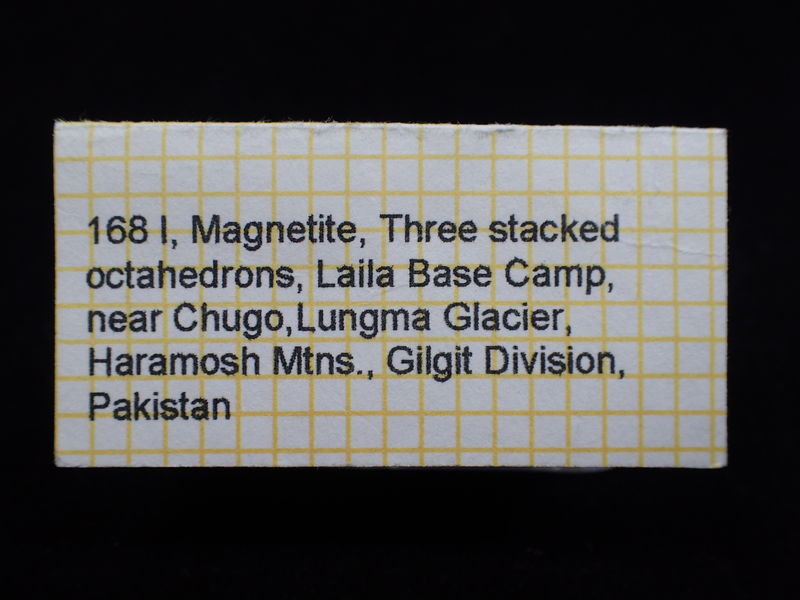 168 I, Magnetite, Three stacked
octahedrons, Laila Base Camp,
near Chugo,Lungma Glacier,
Haramosh Mtns., Gilgit Division,
Pakistan